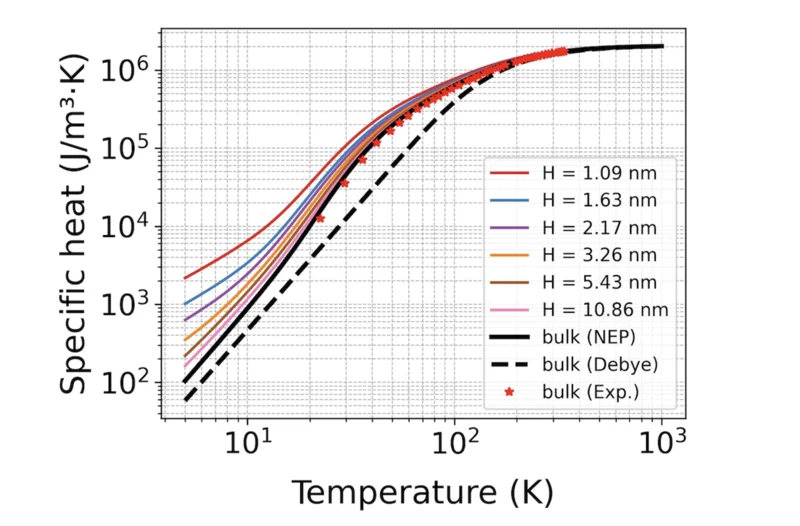 Specific heat (J/m³·K)
10⁶
10⁵
10⁴
10³
10²
H = 1.09 nm
H = 1.63 nm
H = 2.17 nm
H = 3.26 nm
H = 5.43 nm
H = 10.86 nm
bulk (NEP)
bulk (Debye)
bulk (Exp.)
10¹ 10² 10³
Temperature (K)